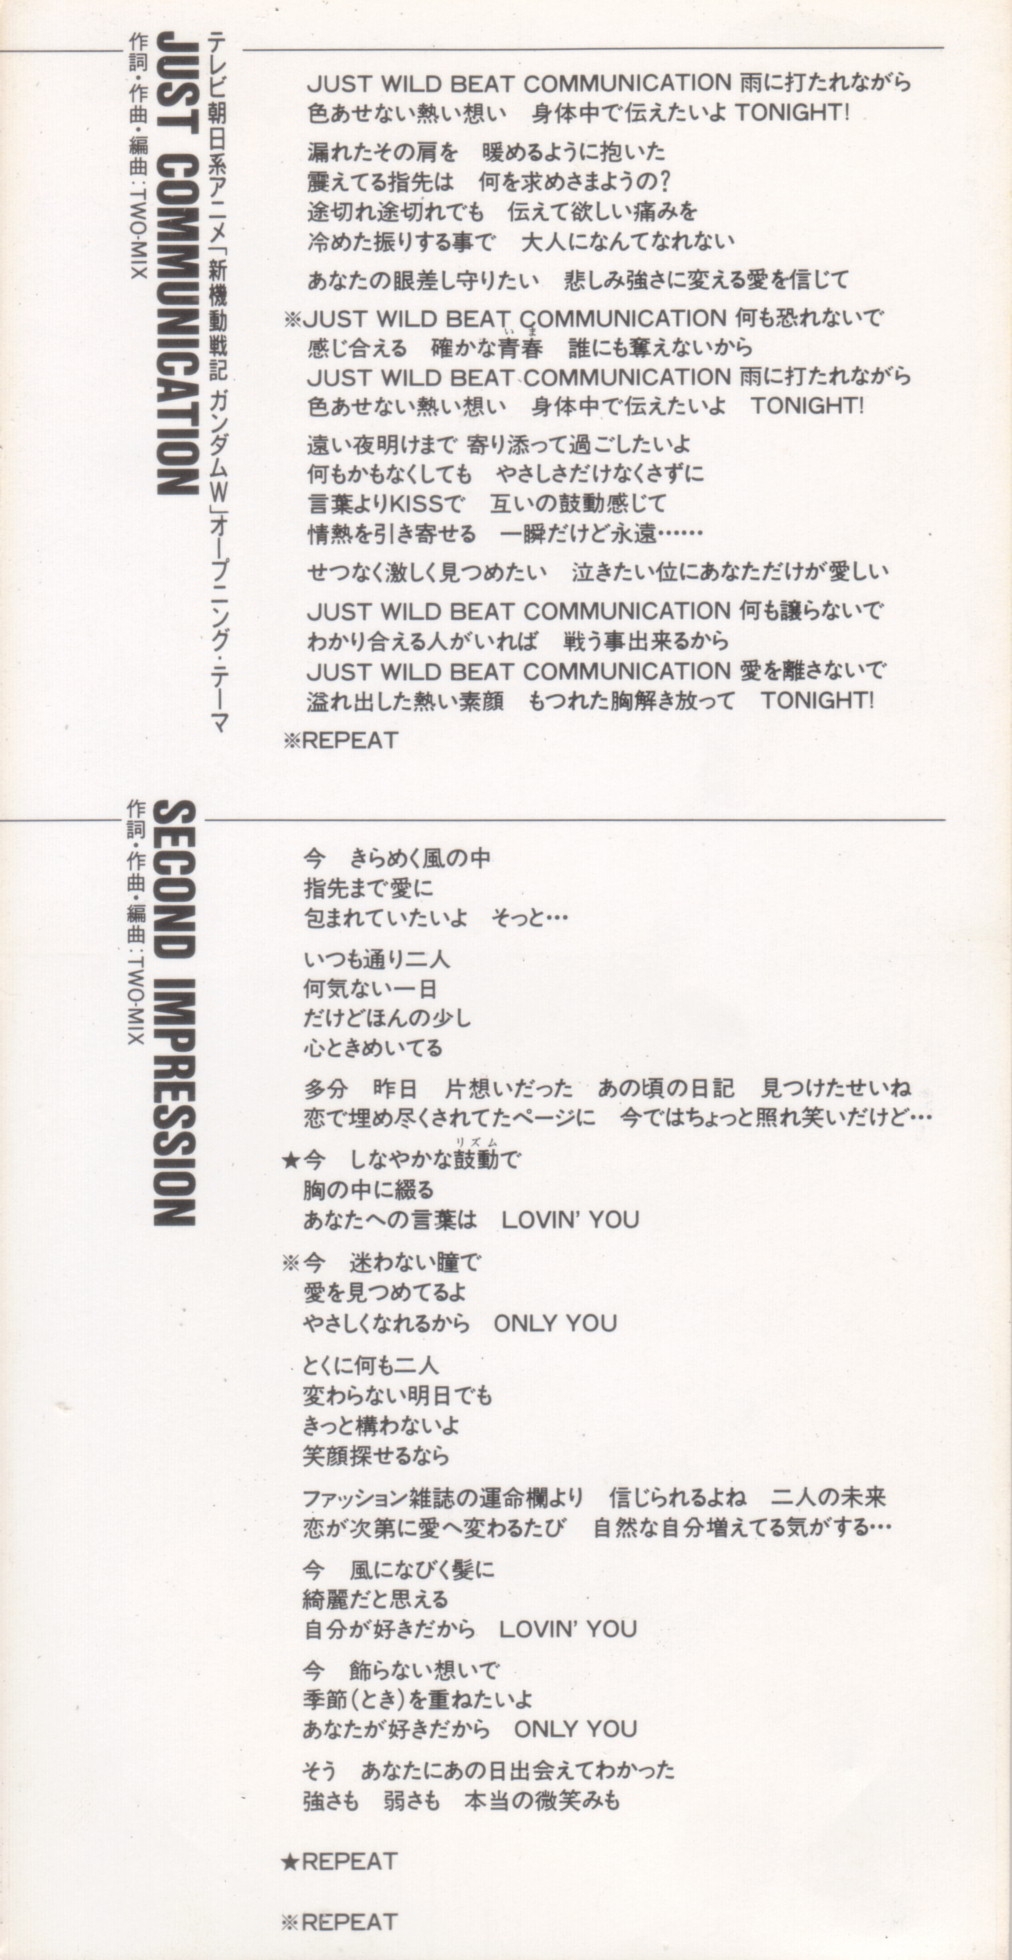 テレビ朝日系アニメ「新機動戦記 ガンダムW」オープニング・テーマ
JUST COMMUNICATION
作詞・作曲・編曲：TWO-MIX
JUST WILD BEAT COMMUNICATION 雨に打たれながら
色あせない熱い想い　身体中で伝えたいよ TONIGHT!
漏れたその肩を　暖めるように抱いた
震えてる指先は　何を求めさまようの?
途切れ途切れでも　伝えて欲しい痛みを
冷めた振りする事で　大人になんてなれない
あなたの眼差し守りたい　悲しみ強さに変える愛を信じて
※JUST WILD BEAT COMMUNICATION 何も恐れないで
いま
感じ合える　確かな青春　誰にも奪えないから
JUST WILD BEAT COMMUNICATION 雨に打たれながら
色あせない熱い想い　身体中で伝えたいよ　TONIGHT!
遠い夜明けまで 寄り添って過ごしたいよ
何もかもなくしても　やさしさだけなくさずに
言葉よりKISSで　互いの鼓動感じて
情熱を引き寄せる　一瞬だけど永遠……
せつなく激しく見つめたい　泣きたい位にあなただけが愛しい
JUST WILD BEAT COMMUNICATION 何も譲らないで
わかり合える人がいれば　戦う事出来るから
JUST WILD BEAT COMMUNICATION 愛を離さないで
溢れ出した熱い素顔　もつれた胸解き放って　TONIGHT!
※REPEAT
SECOND IMPRESSION
作詞・作曲・編曲：TWO-MIX
今　きらめく風の中
指先まで愛に
包まれていたいよ　そっと…
いつも通り二人
何気ない一日
だけどほんの少し
心ときめいてる
多分　昨日　片想いだった　あの頃の日記　見つけたせいね
恋で埋め尽くされてたページに　今ではちょっと照れ笑いだけど…
リズム
★今　しなやかな鼓動で
胸の中に綴る
あなたへの言葉は　LOVIN' YOU
※今　迷わない瞳で
愛を見つめてるよ
やさしくなれるから　ONLY YOU
とくに何も二人
変わらない明日でも
きっと構わないよ
笑顔探せるなら
ファッション雑誌の運命欄より　信じられるよね　二人の未来
恋が次第に愛へ変わるたび　自然な自分増えてる気がする…
今　風になびく髪に
綺麗だと思える
自分が好きだから　LOVIN' YOU
今　飾らない想いで
季節(とき)を重ねたいよ
あなたが好きだから　ONLY YOU
そう　あなたにあの日出会えてわかった
強さも　弱さも　本当の微笑みも
★REPEAT
※REPEAT